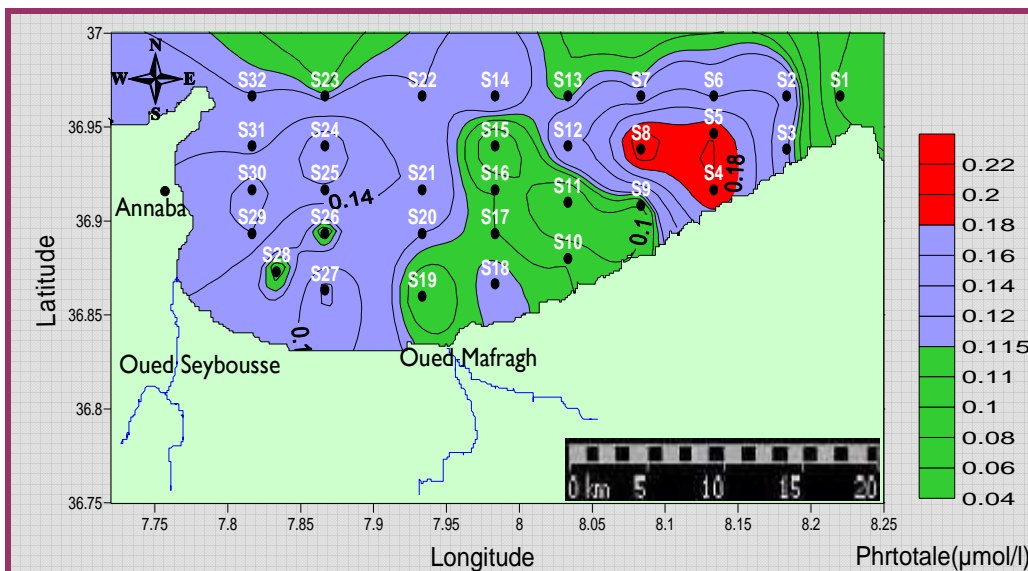 37
36.95
36.9
36.85
36.8
36.75
Latitude
N
W E
S
S32 S23 S22 S14 S13 S7 S6 S2 S1
S31 S24 S15 S12 S8 S5 S3
S30 S25 S21 S16 S11 S9 S4
0.18
0.14
0.1
Annaba
S29 S26 S20 S17 S10
S28 S27 S19 S18
0.1
Oued Seybousse
Oued Mafragh
0 km 5 10 15 20
7.75 7.8 7.85 7.9 7.95 8 8.05 8.1 8.15 8.2 8.25
Longitude
0.22
0.2
0.18
0.16
0.14
0.12
0.115
0.11
0.1
0.08
0.06
0.04
Phrtotale(µmol/l)